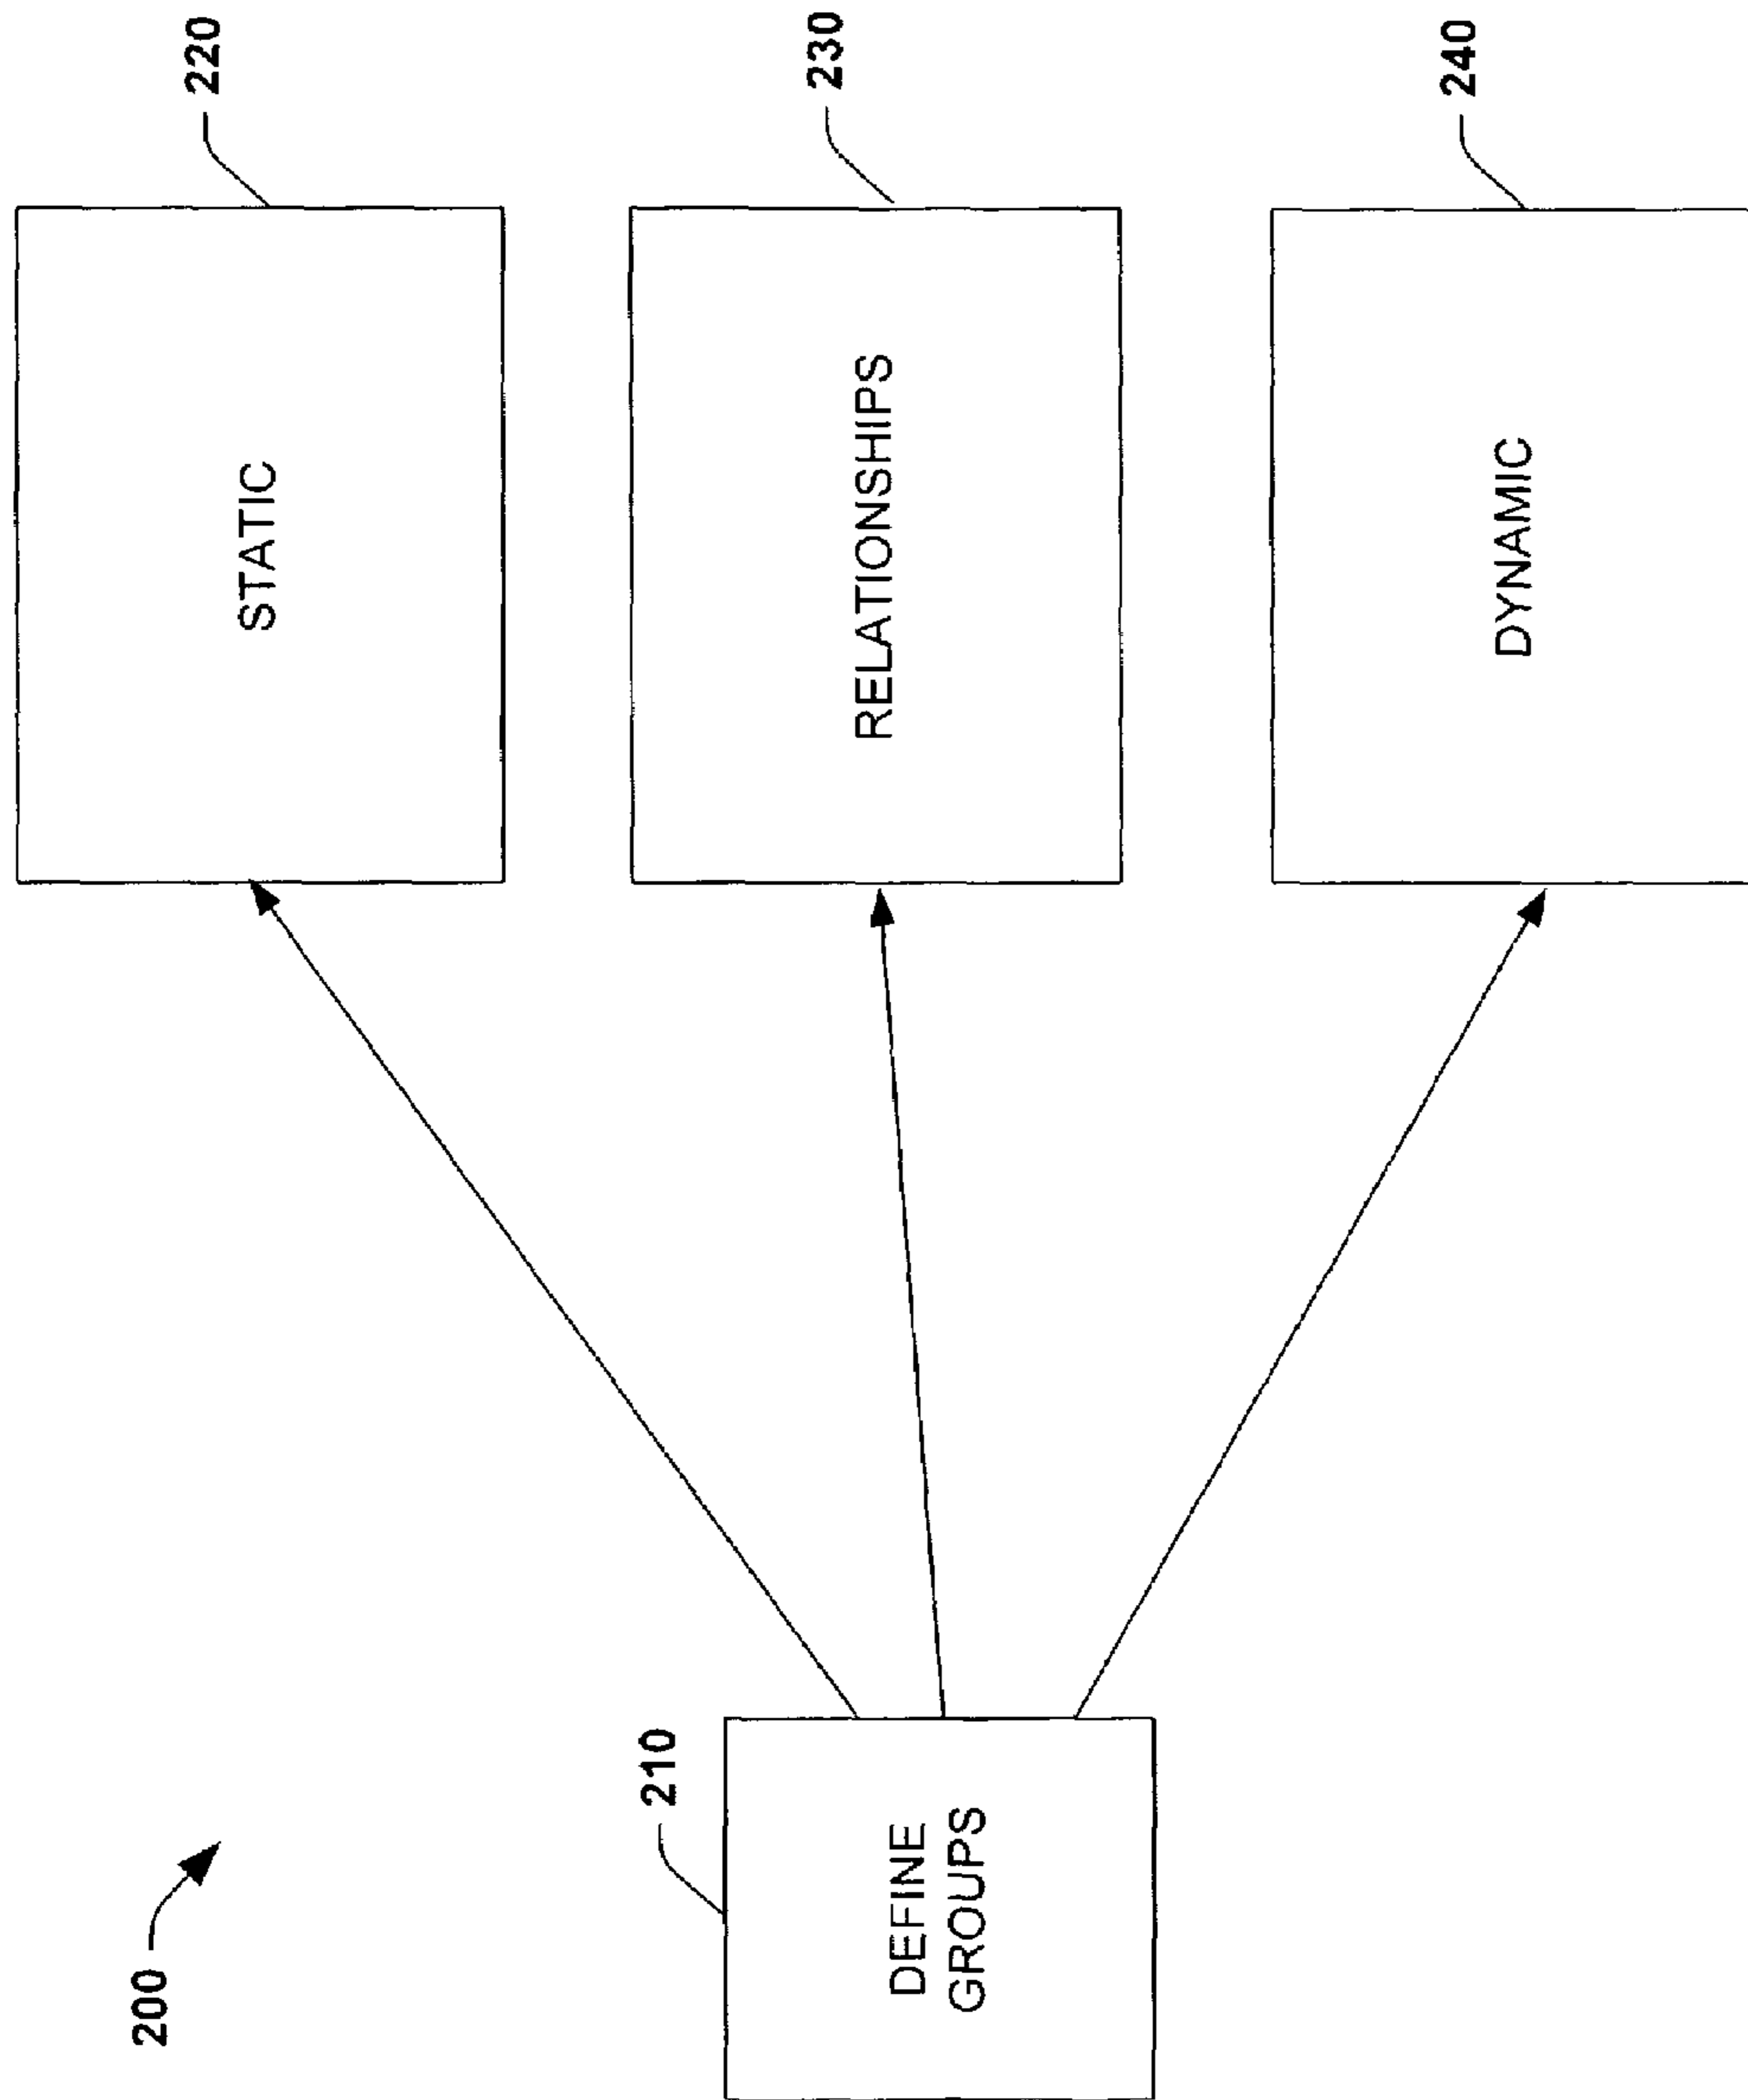 200
210
DEFINE
GROUPS
220
STATIC
230
RELATIONSHIPS
240
DYNAMIC